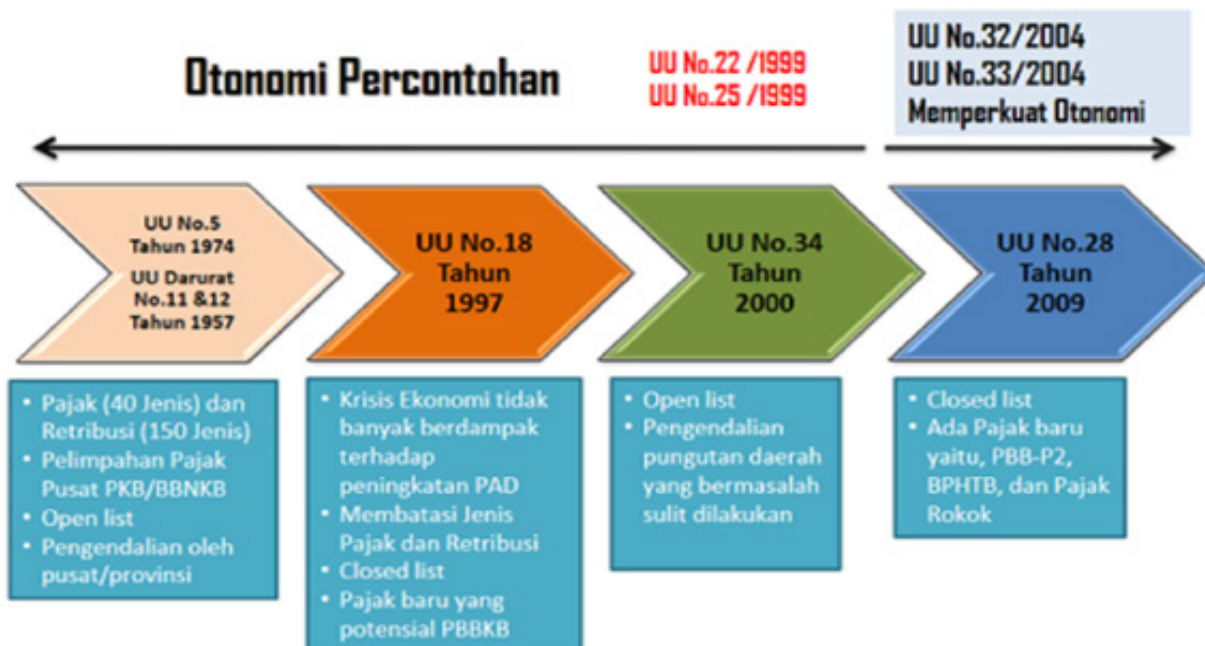 Otonomi Percontohan
UU No.22 /1999
UU No.25 /1999
UU No.32/2004
UU No.33/2004
Memperkuat Otonomi
UU No.5
Tahun 1974
UU Darurat
No.11 &12
Tahun 1957
UU No.18
Tahun
1997
UU No.34
Tahun
2000
UU No.28
Tahun
2009
• Pajak (40 Jenis) dan
Retribusi (150 Jenis)
• Pelimpahan Pajak
Pusat PKB/BBNKB
• Open list
• Pengendalian oleh
pusat/provinsi
• Krisis Ekonomi tidak
banyak berdampak
terhadap
peningkatan PAD
• Membatasi Jenis
Pajak dan Retribusi
• Closed list
• Pajak baru yang
potensial PBBKB
• Open list
• Pengendalian
pungutan daerah
yang bermasalah
sulit dilakukan
• Closed list
• Ada Pajak baru
yaitu, PBB-P2,
BPHTB, dan Pajak
Rokok